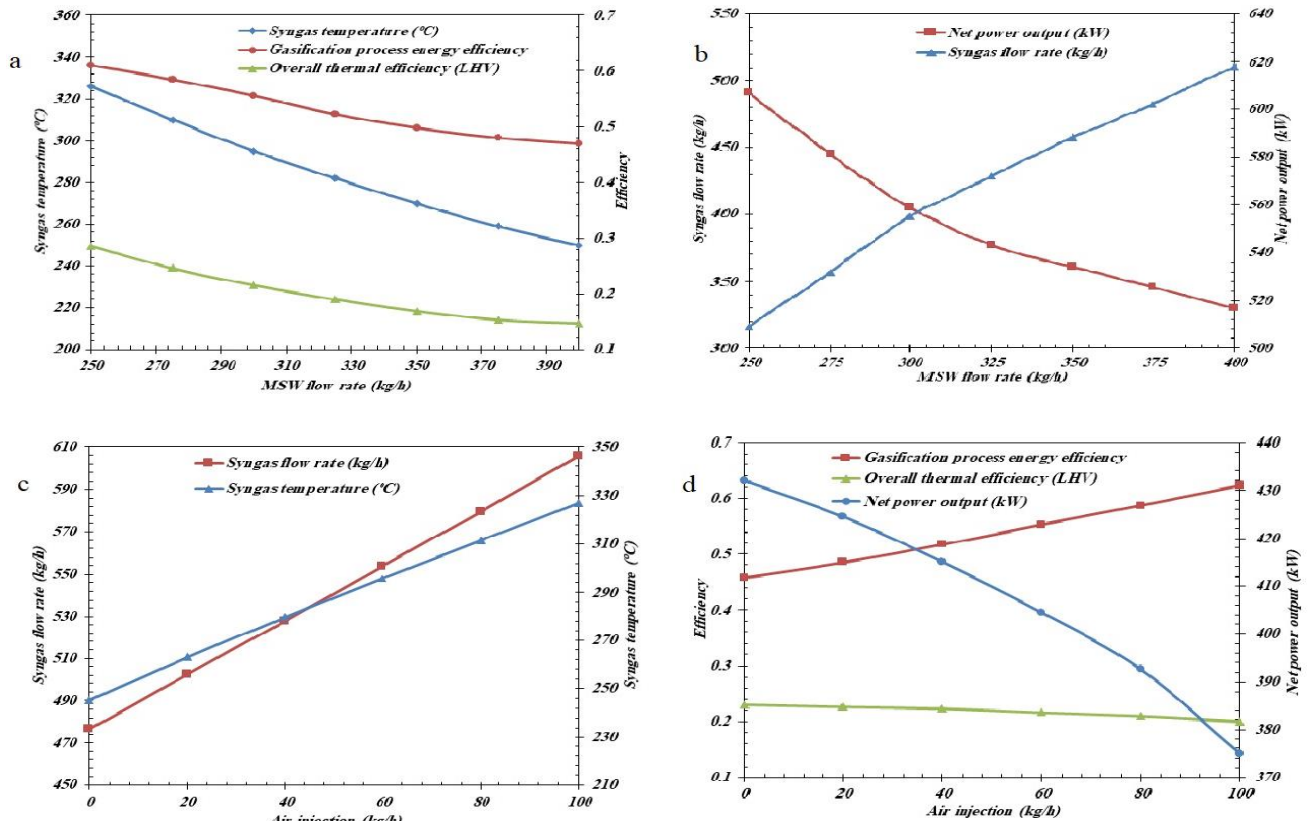 a
360
340
320
300
280
260
240
220
200
Syngas temperature (°C)
Syngas temperature (°C)
Gasification process energy efficiency
Overall thermal efficiency (LHV)
0.7
0.6
0.5
0.4
0.3
0.2
0.1
Efficiency
250 270 290 310 330 350 370 390
MSW flow rate (kg/h)
b
550
500
450
400
350
300
Syngas flow rate (kg/h)
Net power output (kW)
Syngas flow rate (kg/h)
640
620
600
580
560
540
520
500
Net power output (kW)
250 275 300 325 350 375 400
MSW flow rate (kg/h)
c
610
590
570
550
530
510
490
470
450
Syngas flow rate (kg/h)
Syngas flow rate (kg/h)
Syngas temperature (°C)
350
330
310
290
270
250
230
210
Syngas temperature (°C)
0 20 40 60 80 100
Air injection (kg/h)
d
0.7
0.6
0.5
0.4
0.3
0.2
0.1
Efficiency
Gasification process energy efficiency
Overall thermal efficiency (LHV)
Net power output (kW)
440
430
420
410
400
390
380
370
Net power output (kW)
0 20 40 60 80 100
Air injection (kg/h)